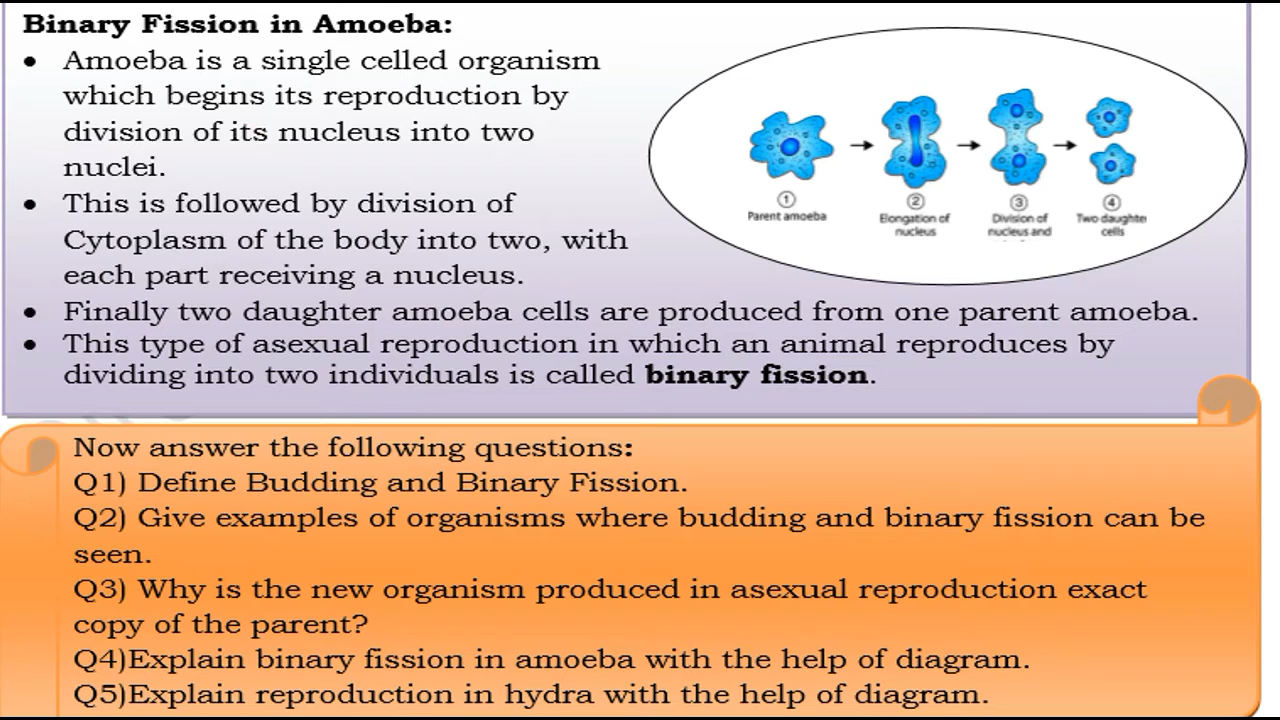 Binary Fission in Amoeba:
• Amoeba is a single celled organism
which begins its reproduction by
division of its nucleus into two
nuclei.
• This is followed by division of
Cytoplasm of the body into two, with
each part receiving a nucleus.
① Parent amoeba
② Elongation of
nucleus
③ Division of
nucleus and
④ Two daughte
cells
• Finally two daughter amoeba cells are produced from one parent amoeba.
• This type of asexual reproduction in which an animal reproduces by
dividing into two individuals is called binary fission.
Now answer the following questions:
Q1) Define Budding and Binary Fission.
Q2) Give examples of organisms where budding and binary fission can be
seen.
Q3) Why is the new organism produced in asexual reproduction exact
copy of the parent?
Q4)Explain binary fission in amoeba with the help of diagram.
Q5)Explain reproduction in hydra with the help of diagram.